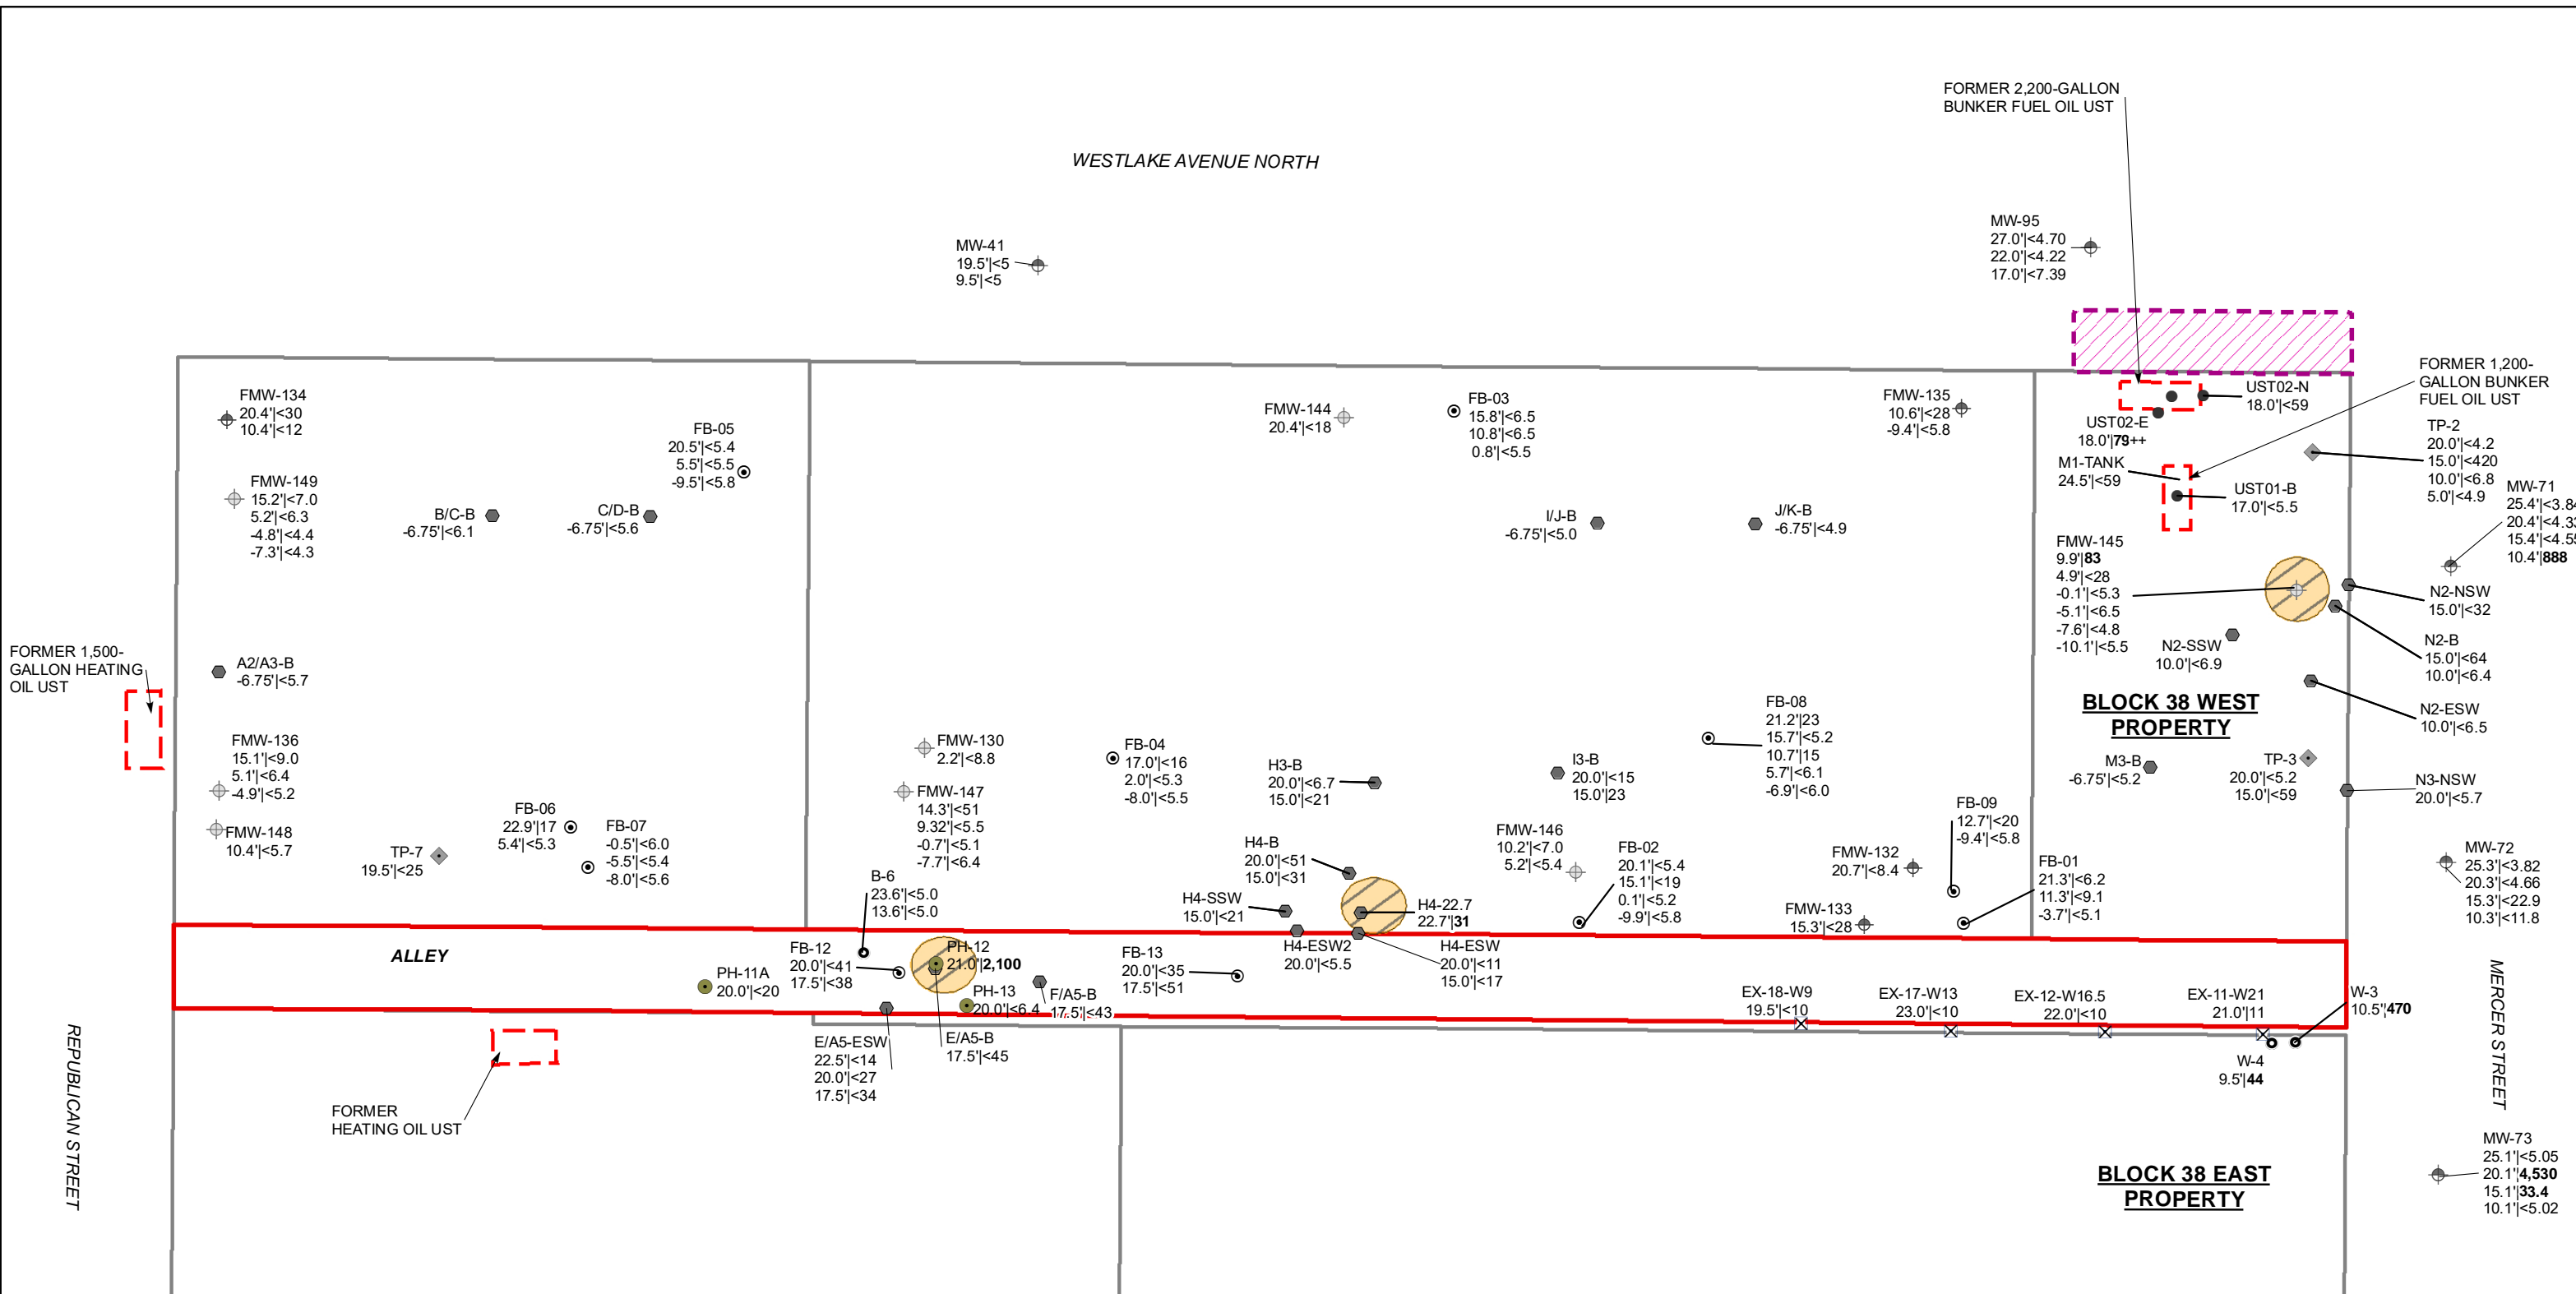 FORMER 2,200-GALLON
BUNKER FUEL OIL UST
WESTLAKE AVENUE NORTH
MW-41
19.5'|<5
9.5'|<5
MW-95
27.0'|<4.70
22.0'|<4.22
17.0'|<7.39
FORMER 1,200-
GALLON BUNKER
FUEL OIL UST
FMW-134
20.4'|<30
10.4'|<12
FMW-149
15.2'|<7.0
5.2'|<6.3
-4.8'|<4.4
-7.3'|<4.3
B/C-B
-6.75'|<6.1
C/D-B
-6.75'|<5.6
FB-05
20.5'|<5.4
5.5'|<5.5
-9.5'|<5.8
FMW-144
20.4'|<18
FB-03
15.8'|<6.5
10.8'|<6.5
0.8'|<5.5
FMW-135
10.6'|<28
-9.4'|<5.8
I/J-B
-6.75'|<5.0
J/K-B
-6.75'|<4.9
UST02-N
18.0'|<59
UST02-E
18.0'|79++
M1-TANK
24.5'|<59
UST01-B
17.0'|<5.5
TP-2
20.0'|<4.2
15.0'|<420
10.0'|<6.8
5.0'|<4.9
MW-71
25.4'|<3.84
20.4'|<4.33
15.4'|<4.55
10.4'|888
FMW-145
9.9'|83
4.9'|<28
-0.1'|<5.3
-5.1'|<6.5
-7.6'|<4.8
-10.1'|<5.5
N2-NSW
15.0'|<32
N2-B
15.0'|<64
10.0'|<6.4
N2-SSW
10.0'|<6.9
N2-ESW
10.0'|<6.5
BLOCK 38 WEST
PROPERTY
M3-B
-6.75'|<5.2
TP-3
20.0'|<5.2
15.0'|<59
N3-NSW
20.0'|<5.7
FORMER 1,500-
GALLON HEATING
OIL UST
A2/A3-B
-6.75'|<5.7
FMW-136
15.1'|<9.0
5.1'|<6.4
-4.9'|<5.2
FMW-148
10.4'|<5.7
TP-7
19.5'|<25
FB-06
22.9'|17
5.4'|<5.3
FB-07
-0.5'|<6.0
-5.5'|<5.4
-8.0'|<5.6
FMW-130
2.2'|<8.8
FMW-147
14.3'|<51
9.32'|<5.5
-0.7'|<5.1
-7.7'|<6.4
FB-04
17.0'|<16
2.0'|<5.3
-8.0'|<5.5
H3-B
20.0'|<6.7
15.0'|<21
I3-B
20.0'|<15
15.0'|23
FB-08
21.2'|23
15.7'|<5.2
10.7'|15
5.7'|<6.1
-6.9'|<6.0
FB-09
12.7'|<20
-9.4'|<5.8
B-6
23.6'|<5.0
13.6'|<5.0
H4-B
20.0'|<51
15.0'|<31
H4-SSW
15.0'|<21
H4-22.7
22.7'|31
FMW-146
10.2'|<7.0
5.2'|<5.4
FB-02
20.1'|<5.4
15.1'|<19
0.1'|<5.2
-9.9'|<5.8
FMW-132
20.7'|<8.4
FMW-133
15.3'|<28
FB-01
21.3'|<6.2
11.3'|<9.1
-3.7'|<5.1
MW-72
25.3'|<3.82
20.3'|<4.66
15.3'|<22.9
10.3'|<11.8
ALLEY
PH-11A
20.0'|<20
FB-12
20.0'|<41
17.5'|<38
PH-12
21.0'|2,100
PH-13
20.0'|<6.4
F/A5-B
17.5'|<43
FB-13
20.0'|<35
17.5'|<51
H4-ESW2
20.0'|<5.5
H4-ESW
20.0'|<11
15.0'|<17
EX-18-W9
19.5'|<10
EX-17-W13
23.0'|<10
EX-12-W16.5
22.0'|<10
EX-11-W21
21.0'|11
W-3
10.5'|470
W-4
9.5'|44
E/A5-ESW
22.5'|<14
20.0'|<27
17.5'|<34
E/A5-B
17.5'|<45
REPUBLICAN STREET
FORMER
HEATING OIL UST
MERCER STREET
BLOCK 38 EAST
PROPERTY
MW-73
25.1'|<5.05
20.1'|4,530
15.1'|33.4
10.1'|<5.02